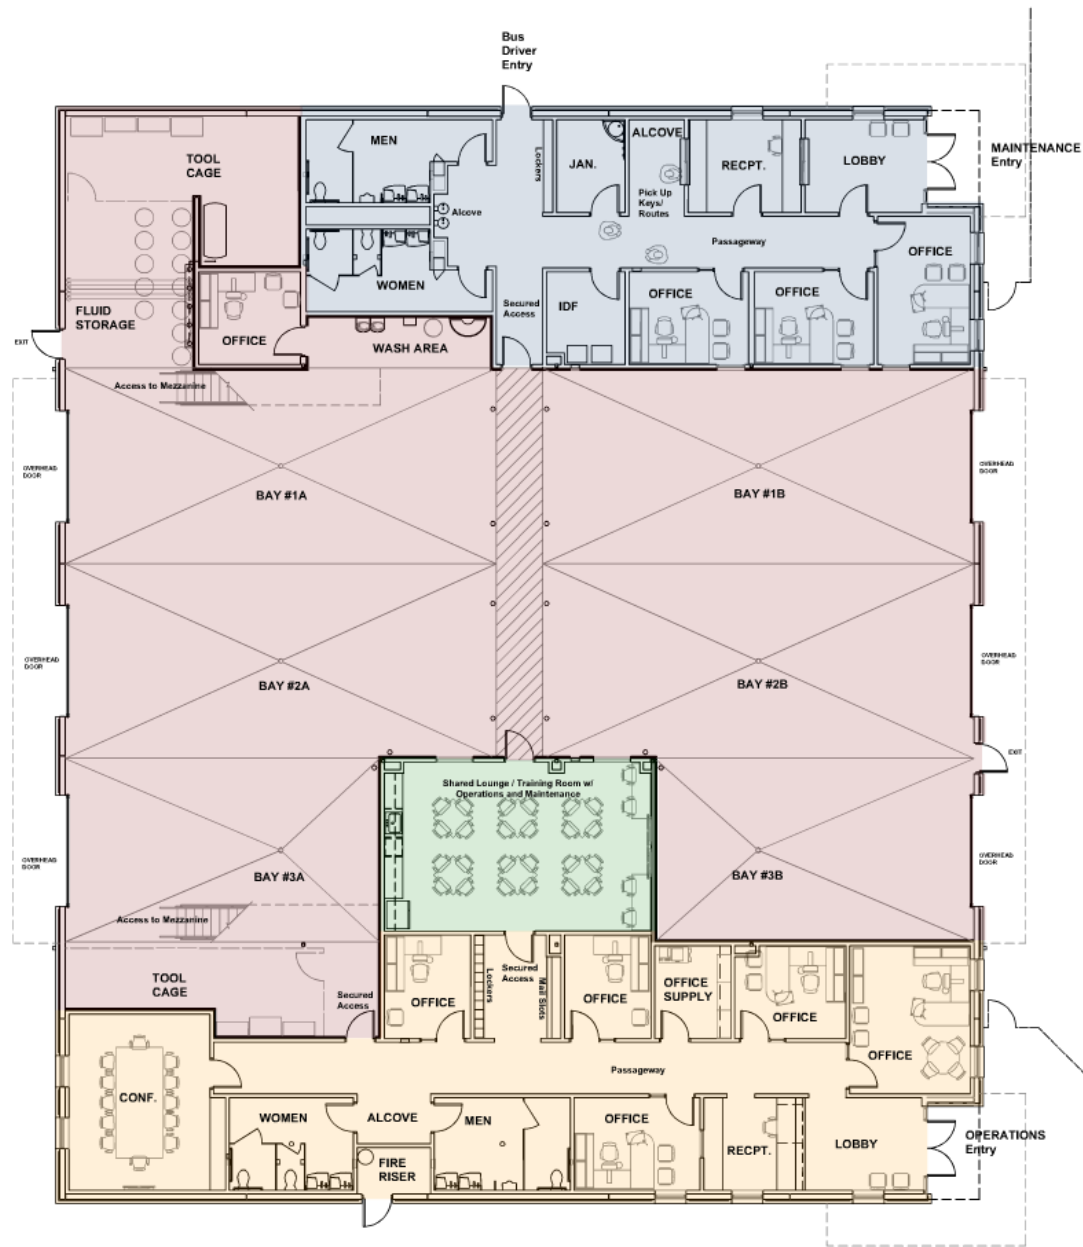 Bus
Driver
Entry
MEN
TOOL
CAGE
Lockers
JAN.
ALCOVE
RECPT.
LOBBY
MAINTENANCE
Entry
Pick Up
Keys/
Routes
Alcove
Passageway
OFFICE
WOMEN
Secured
Access
IDF
OFFICE
OFFICE
FLUID
STORAGE
OFFICE
WASH AREA
EXIT
Access to Mezzanine
OVERHEAD
DOOR
OVERHEAD
DOOR
BAY #1A
BAY #1B
OVERHEAD
DOOR
OVERHEAD
DOOR
BAY #2A
BAY #2B
EXIT
Shared Lounge / Training Room w/
Operations and Maintenance
OVERHEAD
DOOR
OVERHEAD
DOOR
BAY #3A
BAY #3B
Access to Mezzanine
TOOL
CAGE
Secured
Access
OFFICE
Lockers
Secured
Access
Mail Slots
OFFICE
OFFICE
SUPPLY
OFFICE
OFFICE
Passageway
CONF.
WOMEN
ALCOVE
MEN
OFFICE
RECPT.
LOBBY
OPERATIONS
Entry
FIRE
RISER